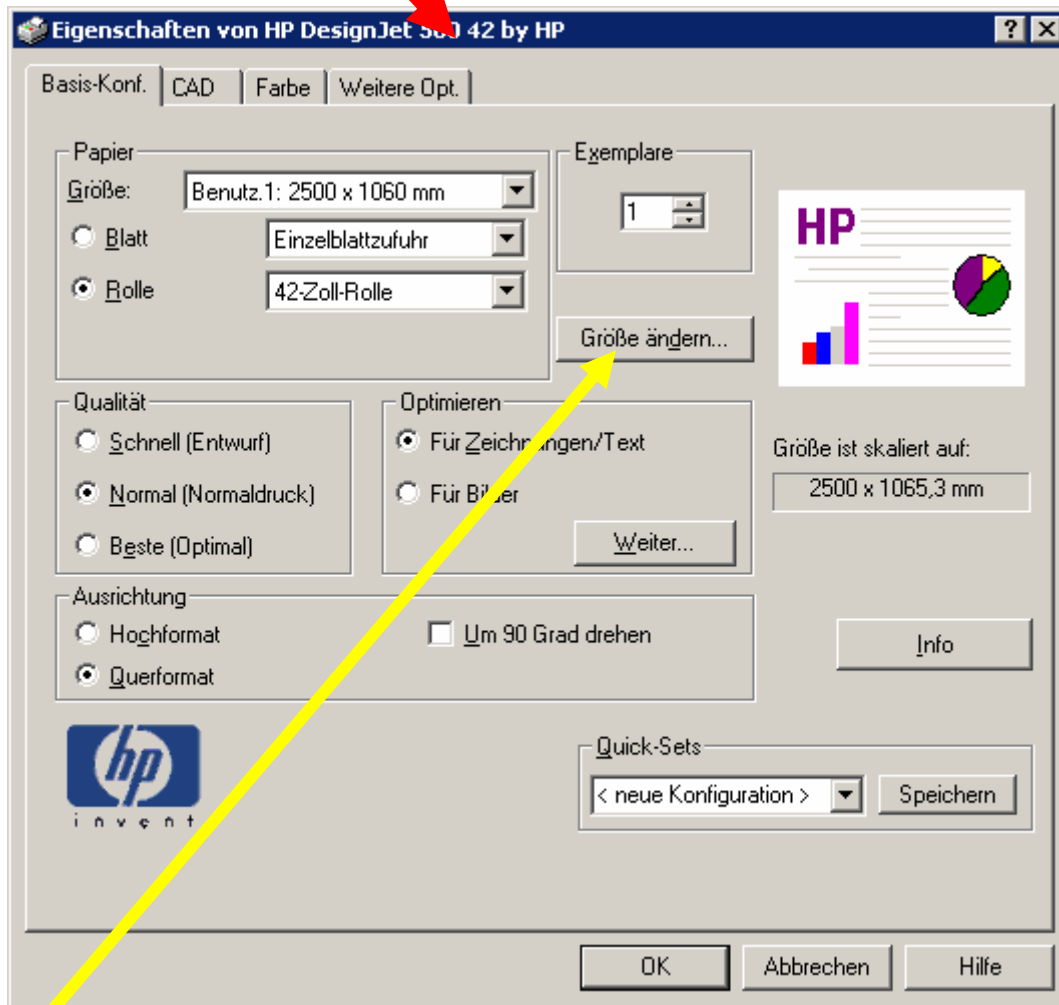 Eigenschaften von HP DesignJet 500 42 by HP
Basis-Konf. CAD Farbe Weitere Opt.
Papier
Größe: Benutz.1: 2500 x 1060 mm
Blatt Einzelblattzufuhr
Rolle 42-Zoll-Rolle
Exemplare
1
Größe ändern...
HP
Qualität
Schnell (Entwurf)
Normal (Normaldruck)
Beste (Optimal)
Optimieren
Für Zeichnungen/Text
Für Bilder
Weiter...
Größe ist skaliert auf:
2500 x 1065,3 mm
Ausrichtung
Hochformat
Querformat
Um 90 Grad drehen
Info
hp
invent
Quick-Sets
< neue Konfiguration > Speichern
OK Abbrechen Hilfe